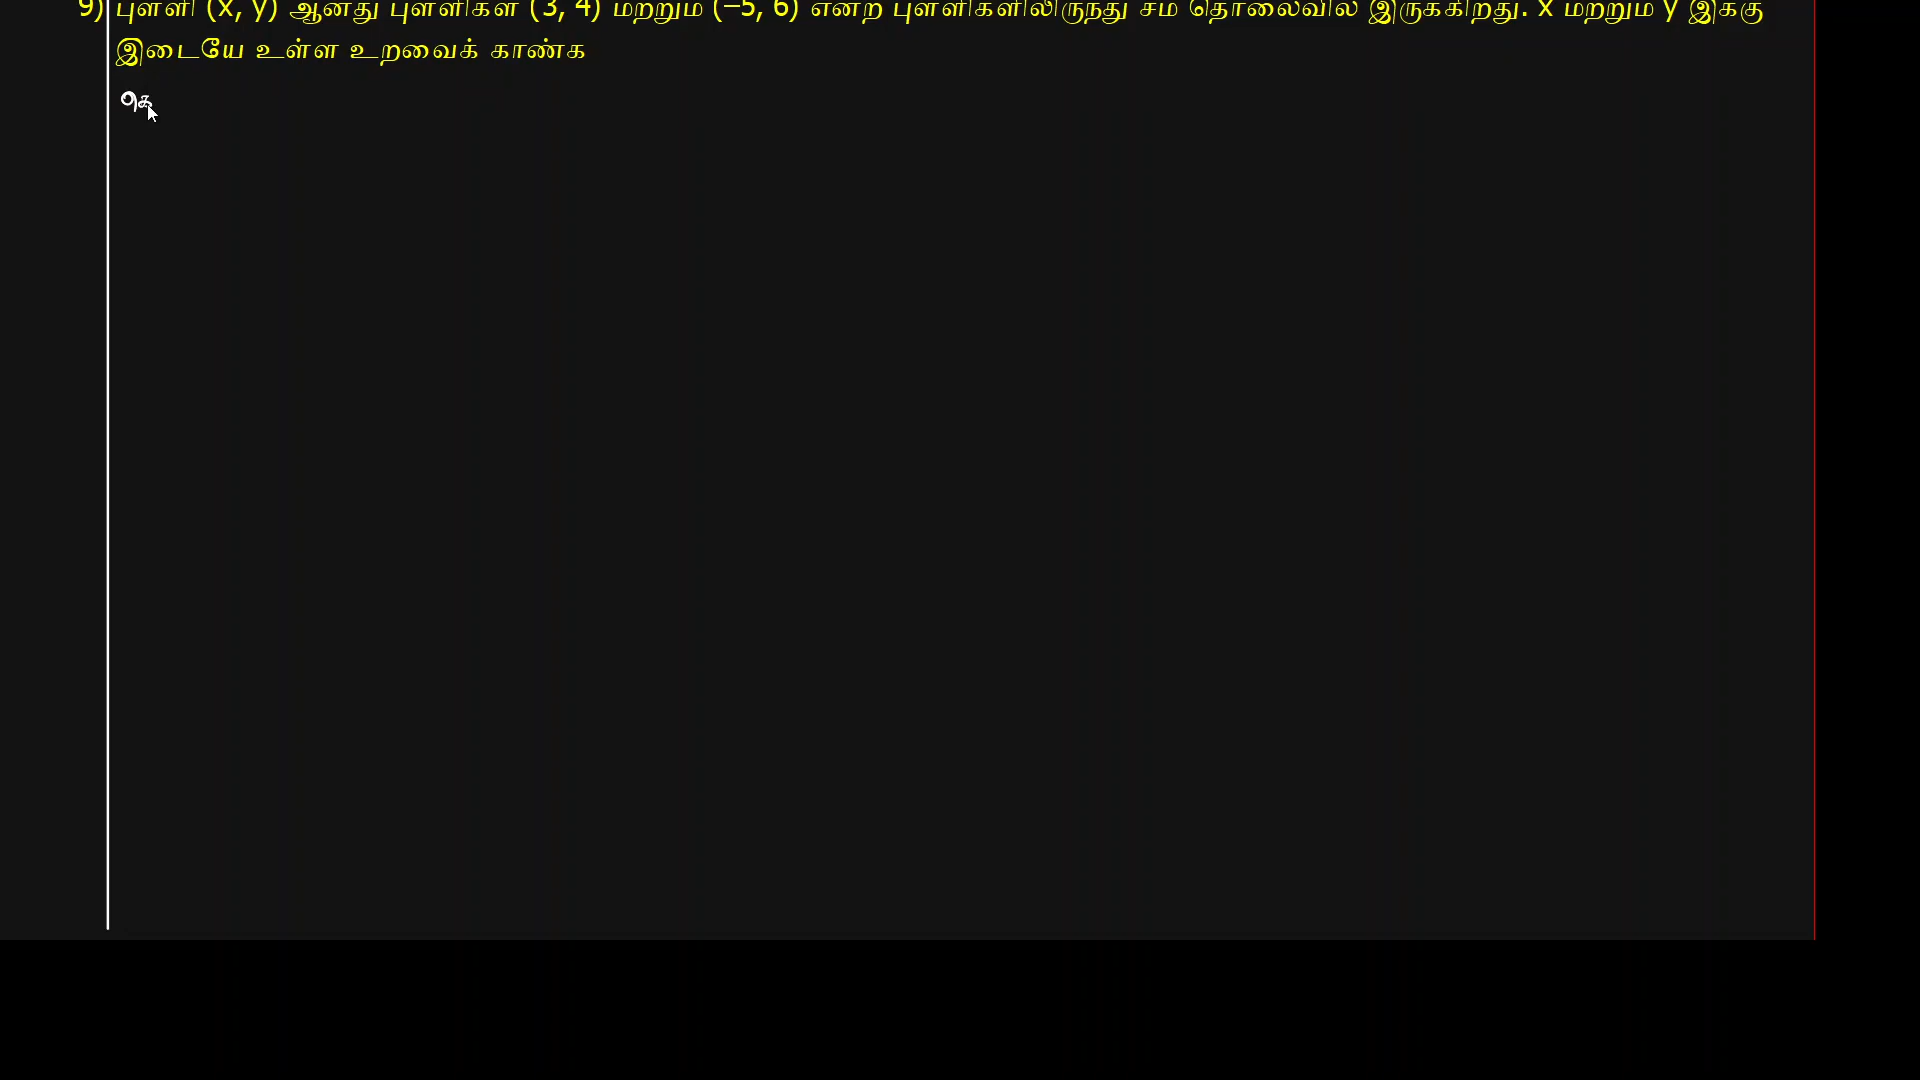 9) புள்ளி (x, y) ஆனது புள்ளிகள் (3, 4) மற்றும் (−5, 6) என்ற புள்ளிகளிலிருந்து சம தொலைவில் இருக்கிறது. x மற்றும் y இக்கு
இடையே உள்ள உறவைக் காண்க
கெ